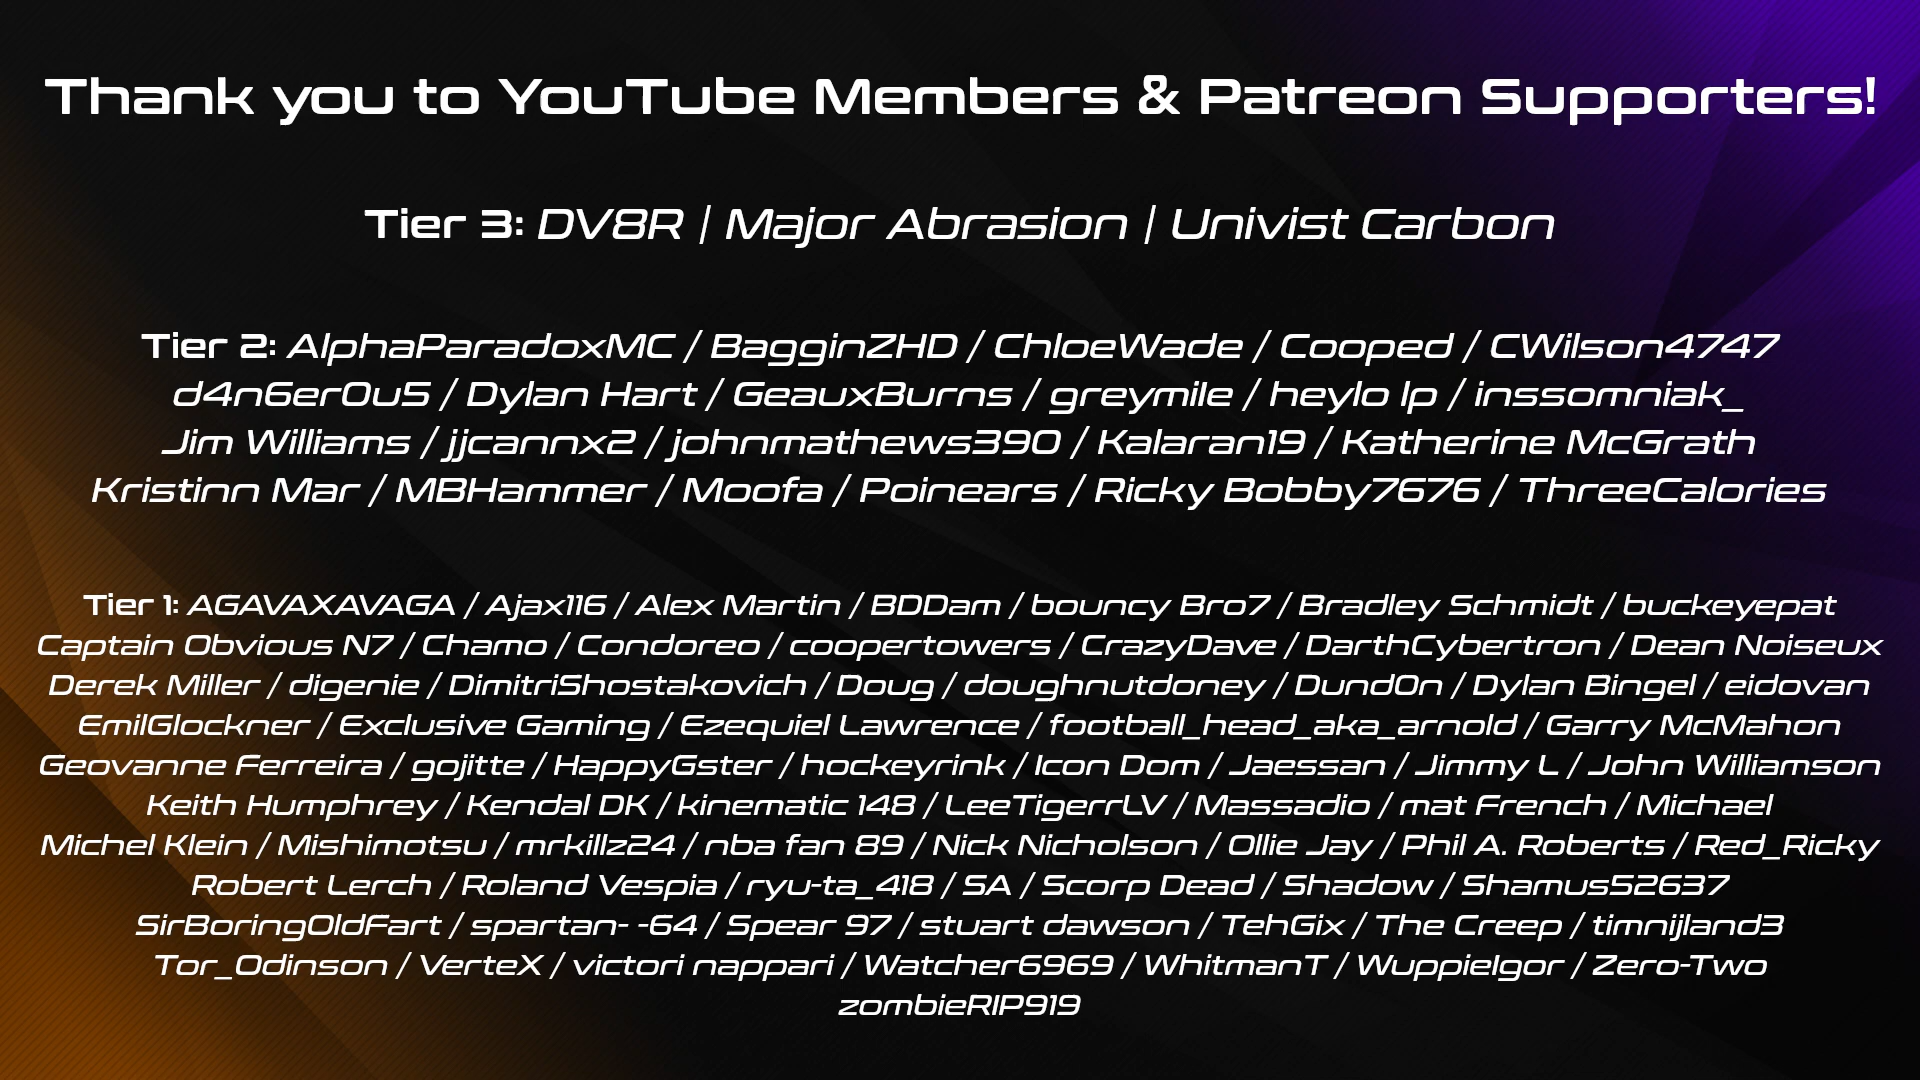 Thank you to YouTube Members & Patreon Supporters!
Tier 3: DV8R | Major Abrasion | Univist Carbon
Tier 2: AlphaParadoxMC / BagginZHD / ChloeWade / Cooped / CWilson4747
d4n6er0u5 / Dylan Hart / GeauxBurns / greymile / heylo lp / inssomniak_
Jim Williams / jjcannx2 / johnmathews390 / Kalaran19 / Katherine McGrath
Kristinn Mar / MBHammer / Moofa / Poinears / Ricky Bobby7676 / ThreeCalories
Tier 1: AGAVAXAVAGA / Ajax116 / Alex Martin / BDDam / bouncy Bro7 / Bradley Schmidt / buckeyepat
Captain Obvious N7 / Chamo / Condoreo / coopertowers / CrazyDave / DarthCybertron / Dean Noiseux
Derek Miller / digenie / DimitriShostakovich / Doug / doughnutdoney / Dund0n / Dylan Bingel / eidovan
EmilGlockner / Exclusive Gaming / Ezequiel Lawrence / football_head_aka_arnold / Garry McMahon
Geovanne Ferreira / gojitte / HappyGster / hockeyrink / Icon Dom / Jaessan / Jimmy L / John Williamson
Keith Humphrey / Kendal DK / kinematic 148 / LeeTigerrLV / Massadio / mat French / Michael
Michel Klein / Mishimotsu / mrkillz24 / nba fan 89 / Nick Nicholson / Ollie Jay / Phil A. Roberts / Red_Ricky
Robert Lerch / Roland Vespia / ryu-ta_418 / SA / Scorp Dead / Shadow / Shamus52637
SirBoringOldFart / spartan- -64 / Spear 97 / stuart dawson / TehGix / The Creep / timnijland3
Tor_Odinson / VerteX / victori nappari / Watcher6969 / WhitmanT / WuppieIgor / Zero-Two
zombieRIP919